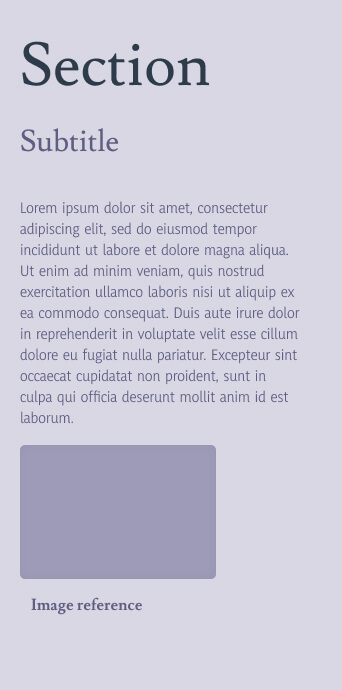 Section
Subtitle
Lorem ipsum dolor sit amet, consectetur
adipiscing elit, sed do eiusmod tempor
incididunt ut labore et dolore magna aliqua.
Ut enim ad minim veniam, quis nostrud
exercitation ullamco laboris nisi ut aliquip ex
ea commodo consequat. Duis aute irure dolor
in reprehenderit in voluptate velit esse cillum
dolore eu fugiat nulla pariatur. Excepteur sint
occaecat cupidatat non proident, sunt in
culpa qui officia deserunt mollit anim id est
laborum.
Image reference